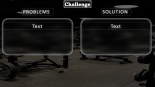 Challenge
PROBLEMS
SOLUTION
Text
Text